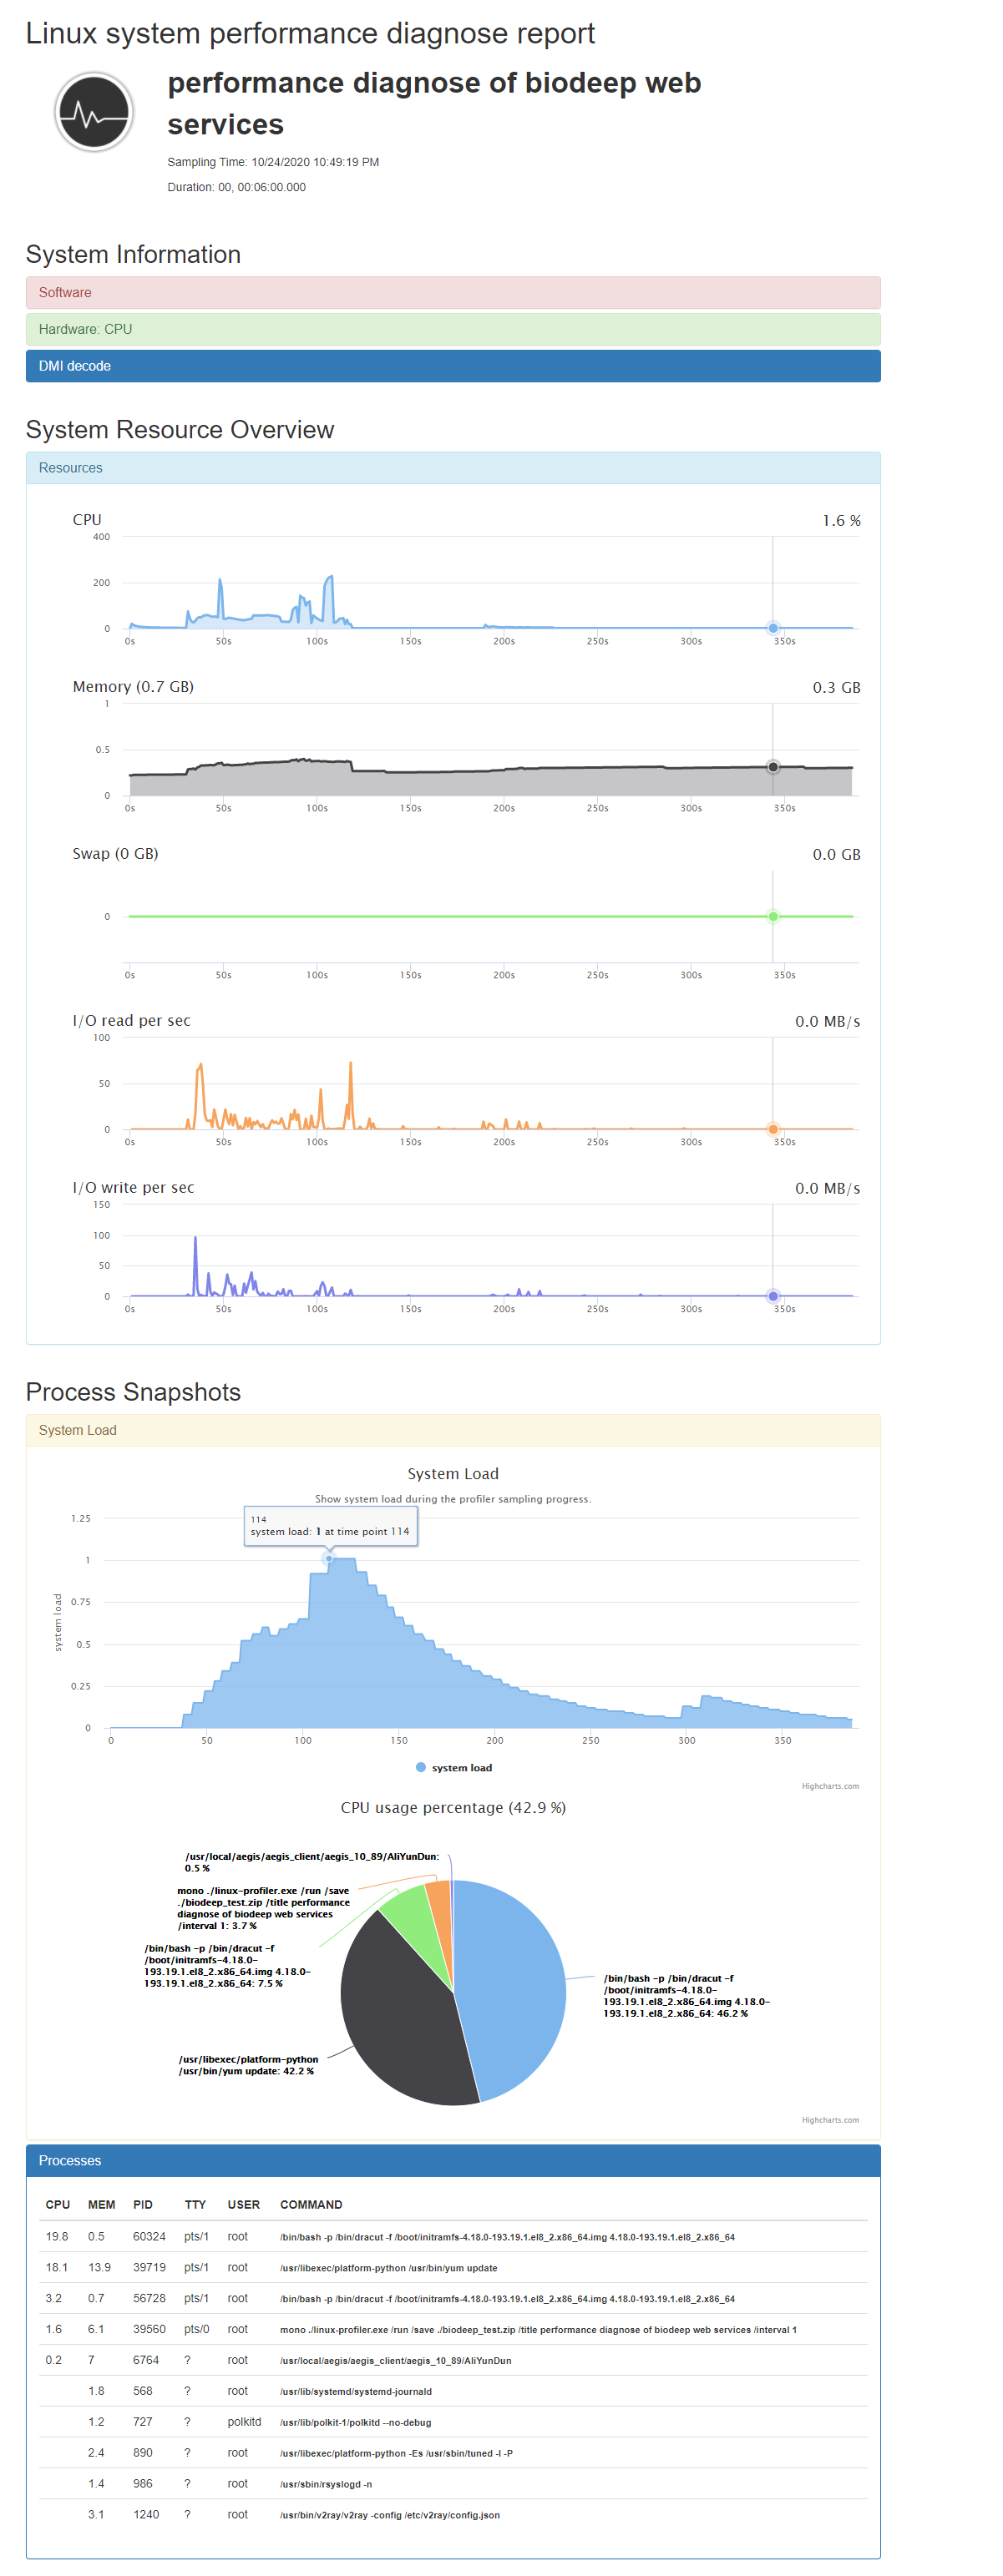 Linux system performance diagnose report
performance diagnose of biodeep web
services
Sampling Time: 10/24/2020 10:49:19 PM
Duration: 00, 00:06:00.000
System Information
Software
Hardware: CPU
DMI decode
System Resource Overview
Resources
CPU 1.6 %
400
200
0
0s 50s 100s 150s 200s 250s 300s 350s
Memory (0.7 GB) 0.3 GB
1
0.5
0
0s 50s 100s 150s 200s 250s 300s 350s
Swap (0 GB) 0.0 GB
0
0s 50s 100s 150s 200s 250s 300s 350s
I/O read per sec 0.0 MB/s
100
50
0
0s 50s 100s 150s 200s 250s 300s 350s
I/O write per sec 0.0 MB/s
150
100
50
0
0s 50s 100s 150s 200s 250s 300s 350s
Process Snapshots
System Load
System Load
Show system load during the profiler sampling progress.
1.25
114
system load: 1 at time point 114
1
0.75
system load
0.5
0.25
0
0 50 100 150 200 250 300 350
system load
Highcharts.com
CPU usage percentage (42.9 %)
/usr/local/aegis/aegis_client/aegis_10_89/AliYunDun:
0.5 %
mono ./linux-profiler.exe /run /save
./biodeep_test.zip /title performance
diagnose of biodeep web services
/interval 1: 3.7 %
/bin/bash -p /bin/dracut -f
/boot/initramfs-4.18.0-
193.19.1.el8_2.x86_64.img 4.18.0-
193.19.1.el8_2.x86_64: 7.5 %
/bin/bash -p /bin/dracut -f
/boot/initramfs-4.18.0-
193.19.1.el8_2.x86_64.img 4.18.0-
193.19.1.el8_2.x86_64: 46.2 %
/usr/libexec/platform-python
/usr/bin/yum update: 42.2 %
Highcharts.com
Processes
CPU MEM PID TTY USER COMMAND
19.8 0.5 60324 pts/1 root /bin/bash -p /bin/dracut -f /boot/initramfs-4.18.0-193.19.1.el8_2.x86_64.img 4.18.0-193.19.1.el8_2.x86_64
18.1 13.9 39719 pts/1 root /usr/libexec/platform-python /usr/bin/yum update
3.2 0.7 56728 pts/1 root /bin/bash -p /bin/dracut -f /boot/initramfs-4.18.0-193.19.1.el8_2.x86_64.img 4.18.0-193.19.1.el8_2.x86_64
1.6 6.1 39560 pts/0 root mono ./linux-profiler.exe /run /save ./biodeep_test.zip /title performance diagnose of biodeep web services /interval 1
0.2 7 6764 ? root /usr/local/aegis/aegis_client/aegis_10_89/AliYunDun
1.8 568 ? root /usr/lib/systemd/systemd-journald
1.2 727 ? polkitd /usr/lib/polkit-1/polkitd --no-debug
2.4 890 ? root /usr/libexec/platform-python -Es /usr/sbin/tuned -l -P
1.4 986 ? root /usr/sbin/rsyslogd -n
3.1 1240 ? root /usr/bin/v2ray/v2ray -config /etc/v2ray/config.json